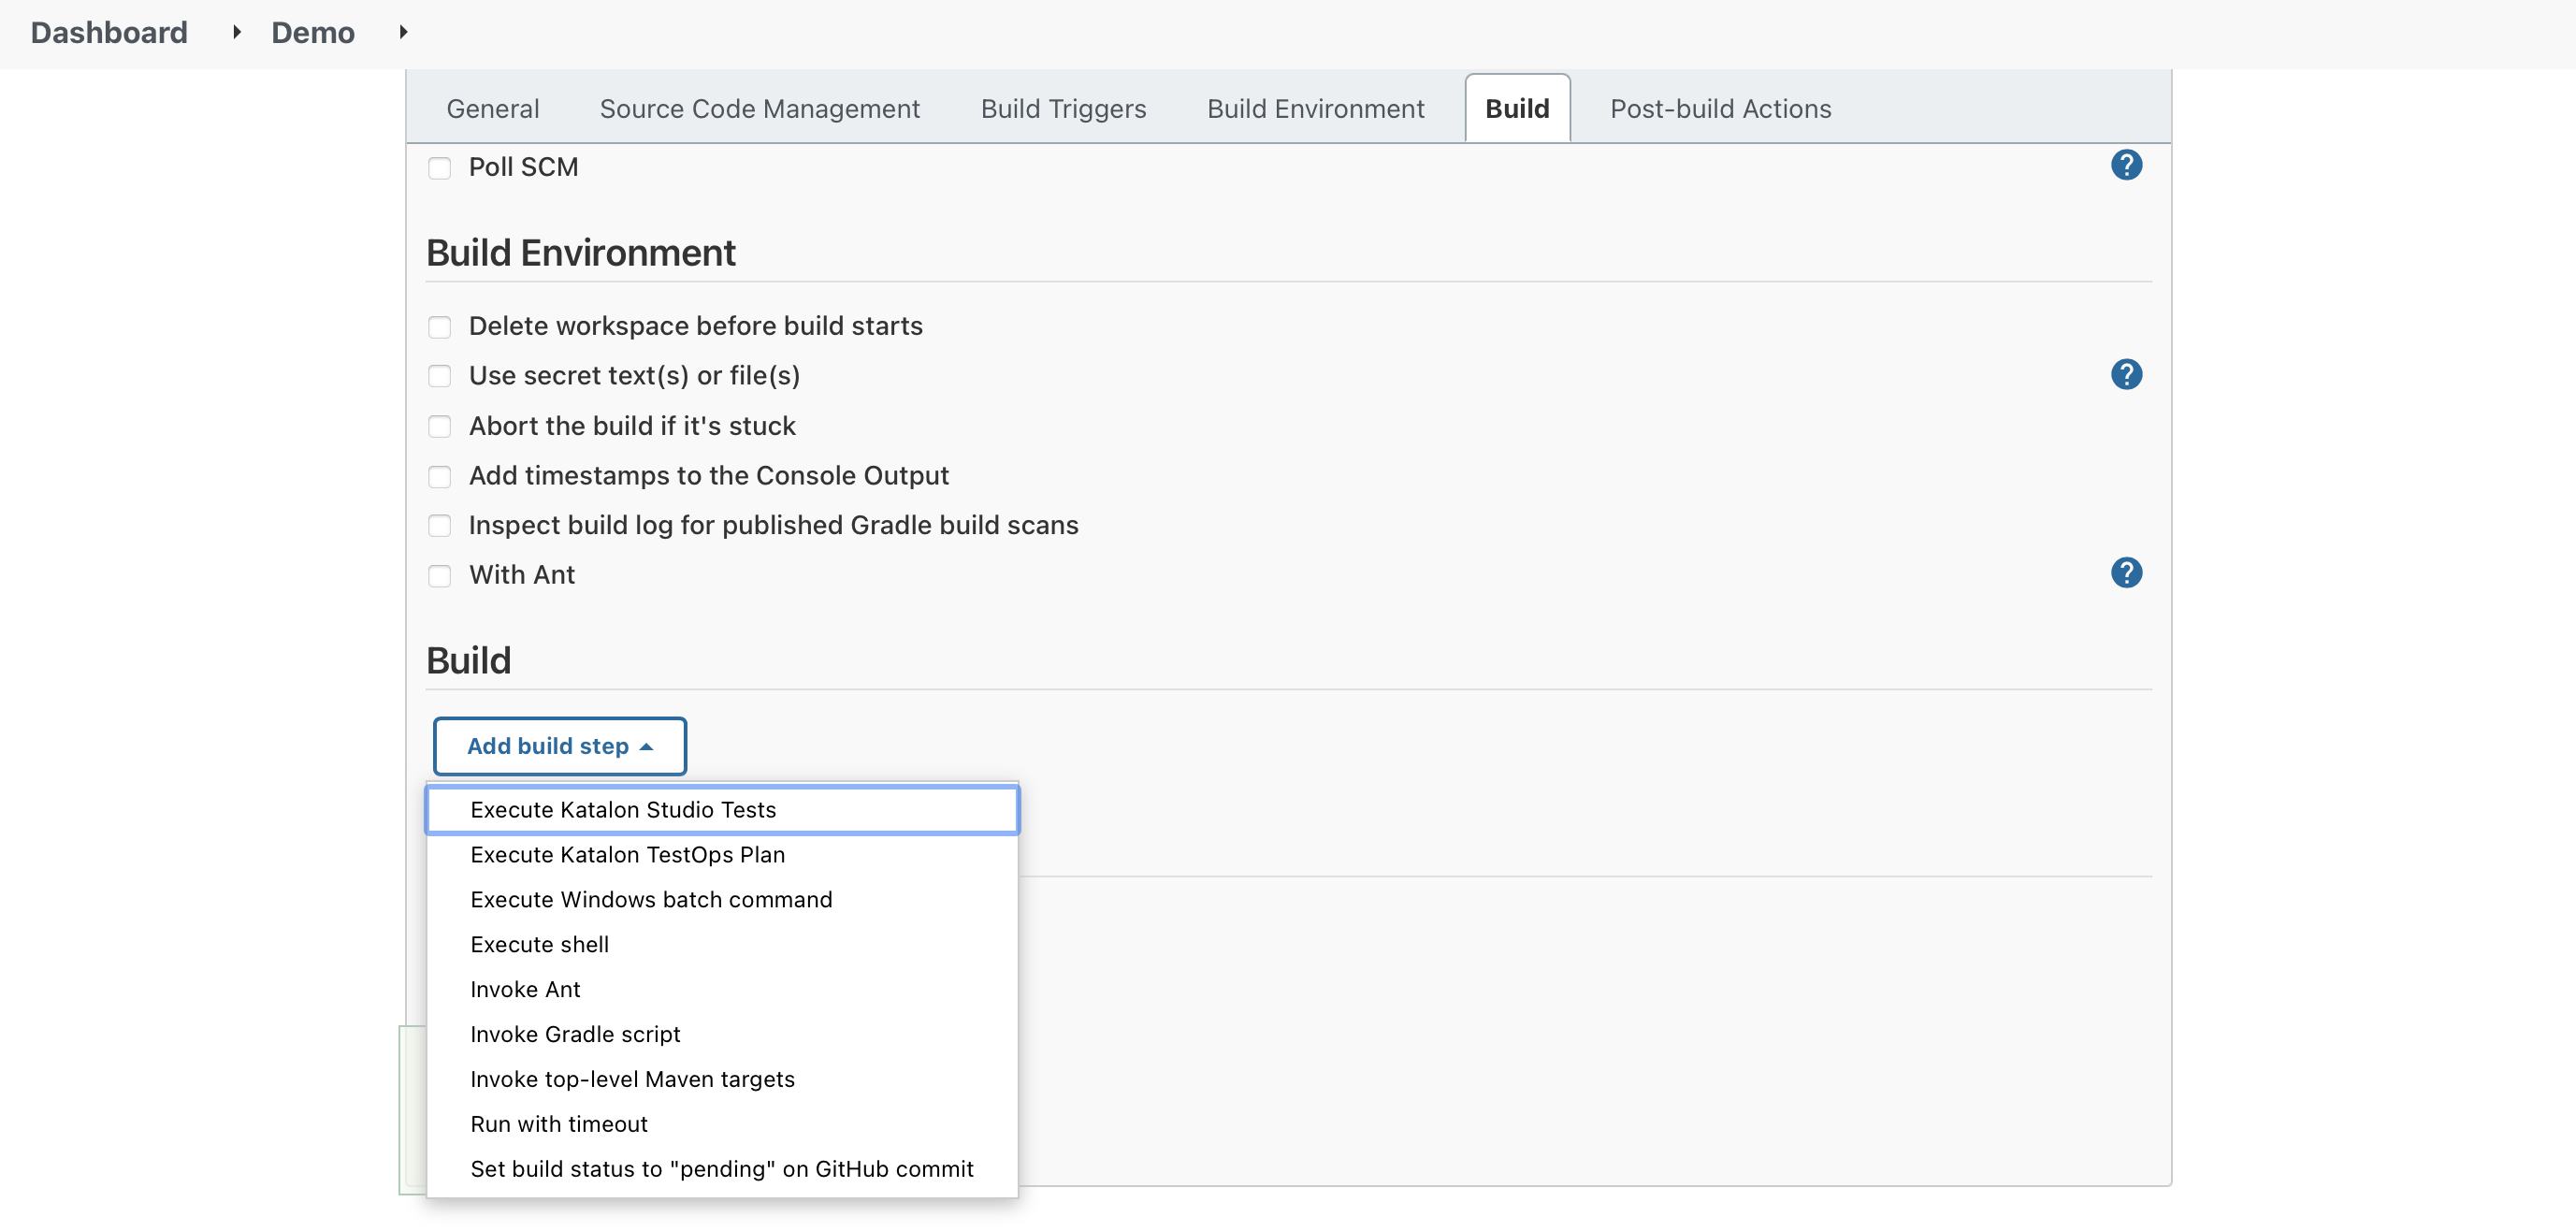 Dashboard Demo
General Source Code Management Build Triggers Build Environment Build Post-build Actions
Poll SCM ?
Build Environment
Delete workspace before build starts
Use secret text(s) or file(s) ?
Abort the build if it's stuck
Add timestamps to the Console Output
Inspect build log for published Gradle build scans
With Ant ?
Build
Add build step
Execute Katalon Studio Tests
Execute Katalon TestOps Plan
Execute Windows batch command
Execute shell
Invoke Ant
Invoke Gradle script
Invoke top-level Maven targets
Run with timeout
Set build status to "pending" on GitHub commit